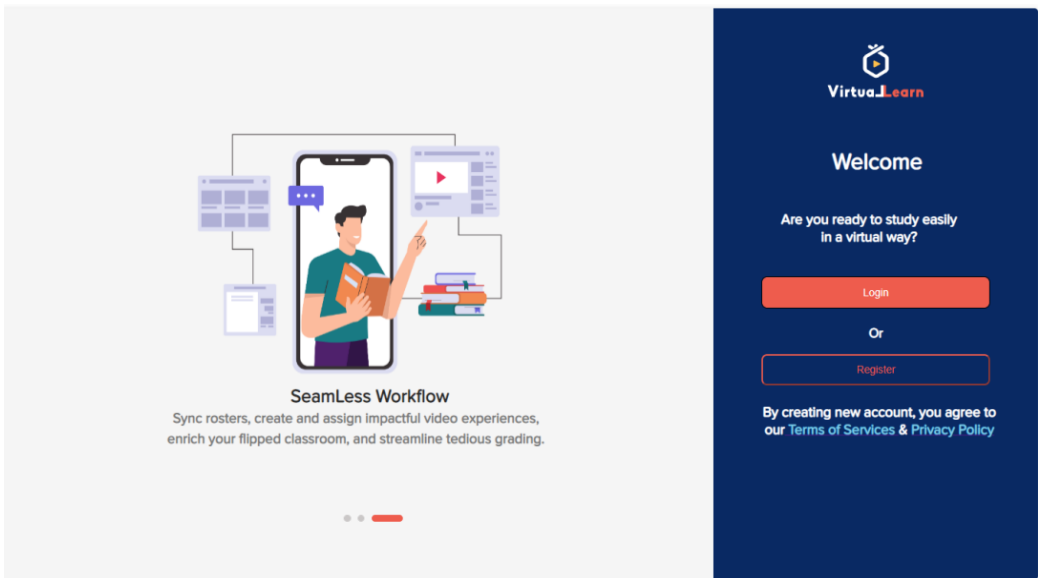 SeamLess Workflow
Sync rosters, create and assign impactful video experiences,
enrich your flipped classroom, and streamline tedious grading.
VirtualLearn
Welcome
Are you ready to study easily
in a virtual way?
Login
Or
Register
By creating new account, you agree to
our Terms of Services & Privacy Policy